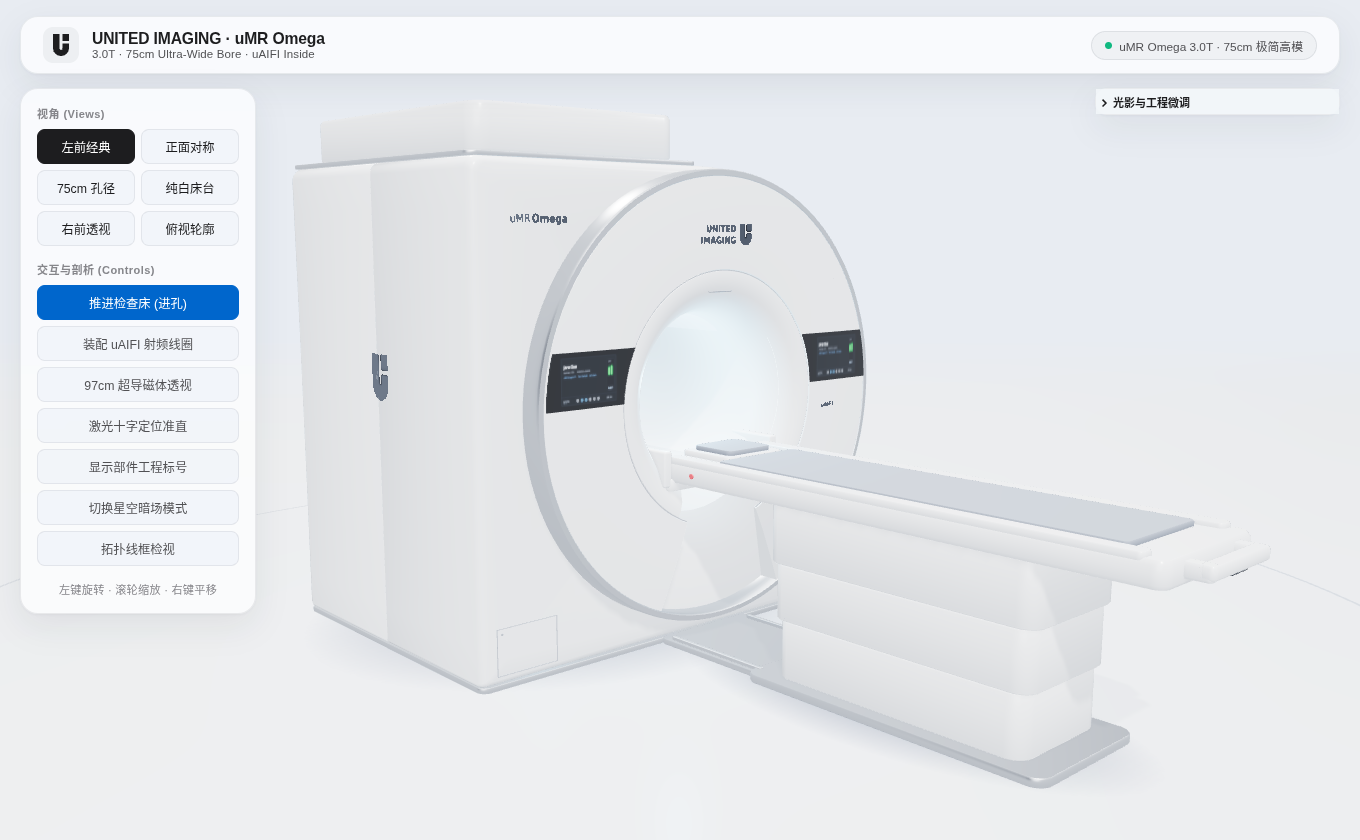 UNITED IMAGING · uMR Omega
3.0T · 75cm Ultra-Wide Bore · uAIFI Inside
uMR Omega 3.0T · 75cm 极简高模
视角 (Views)
左前经典
正面对称
75cm 孔径
纯白床台
右前透视
俯视轮廓
交互与剖析 (Controls)
推进检查床 (进孔)
装配 uAIFI 射频线圈
97cm 超导磁体透视
激光十字定位准直
显示部件工程标号
切换星空暗场模式
拓扑线框检视
左键旋转 · 滚轮缩放 · 右键平移
光影与工程微调
uMR Omega
UNITED
IMAGING
uAIFI